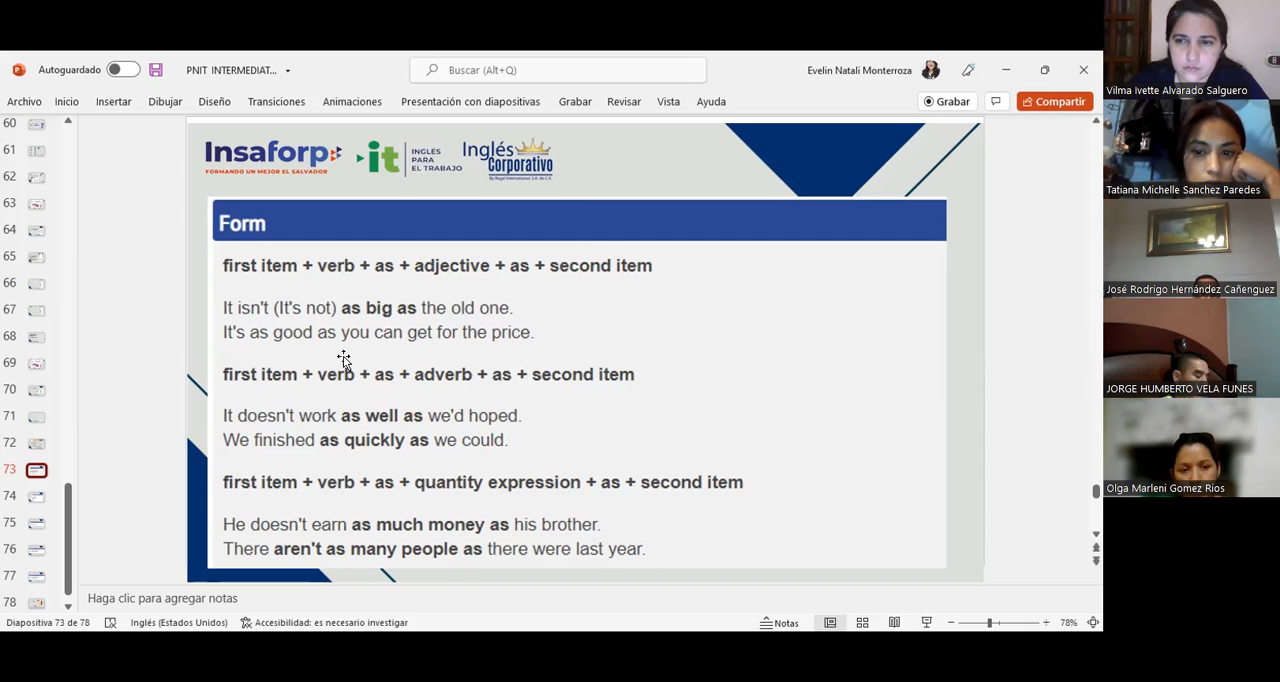 Autoguardado
PNIT INTERMEDIAT...
Buscar (Alt+Q)
Evelin Natali Monterroza
Archivo Inicio Insertar Dibujar Diseño Transiciones Animaciones Presentación con diapositivas Grabar Revisar Vista Ayuda
Grabar
Compartir
60
61
62
63
64
65
66
67
68
69
70
71
72
73
74
75
76
77
78
Insaforp
FORMANDO UN MEJOR EL SALVADOR
it
INGLÉS
PARA
EL TRABAJO
Inglés
Corporativo
Form
first item + verb + as + adjective + as + second item
It isn't (It's not) as big as the old one.
It's as good as you can get for the price.
first item + verb + as + adverb + as + second item
It doesn't work as well as we'd hoped.
We finished as quickly as we could.
first item + verb + as + quantity expression + as + second item
He doesn't earn as much money as his brother.
There aren't as many people as there were last year.
Haga clic para agregar notas
Diapositiva 73 de 78
Inglés (Estados Unidos)
Accesibilidad: es necesario investigar
Notas
78%
Vilma Ivette Alvarado Salguero
Tatiana Michelle Sanchez Paredes
José Rodrigo Hernández Cañenguez
JORGE HUMBERTO VELA FUNES
Olga Marleni Gomez Rios